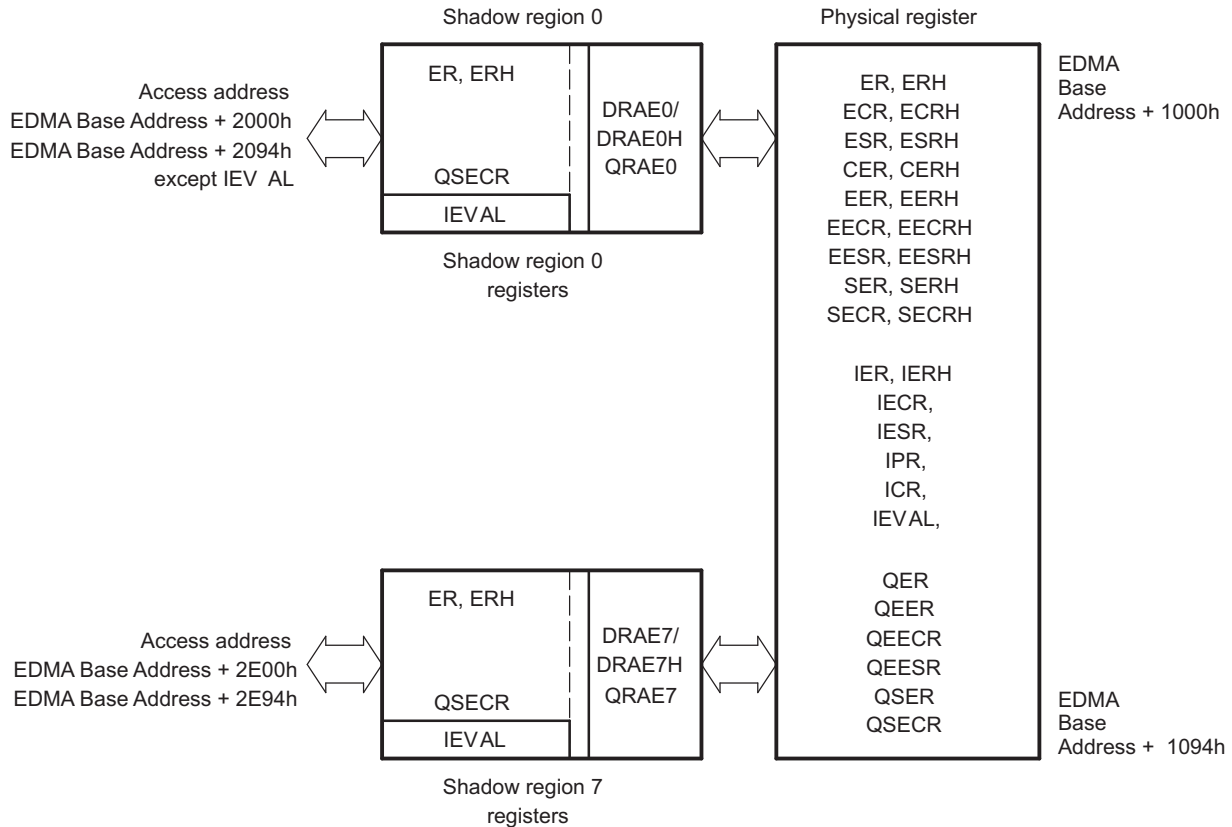 Shadow region 0
Physical register
Access address
EDMA Base Address + 2000h
EDMA Base Address + 2094h
except IEV AL
ER, ERH
QSECR
IEVAL
DRAE0/
DRAE0H
QRAE0
Shadow region 0
registers
ER, ERH
ECR, ECRH
ESR, ESRH
CER, CERH
EER, EERH
EECR, EECRH
EESR, EESRH
SER, SERH
SECR, SECRH
IER, IERH
IECR,
IESR,
IPR,
ICR,
IEVAL,
QER
QEER
QEECR
QEESR
QSER
QSECR
EDMA
Base
Address + 1000h
Access address
EDMA Base Address + 2E00h
EDMA Base Address + 2E94h
ER, ERH
QSECR
IEVAL
DRAE7/
DRAE7H
QRAE7
Shadow region 7
registers
EDMA
Base
Address + 1094h